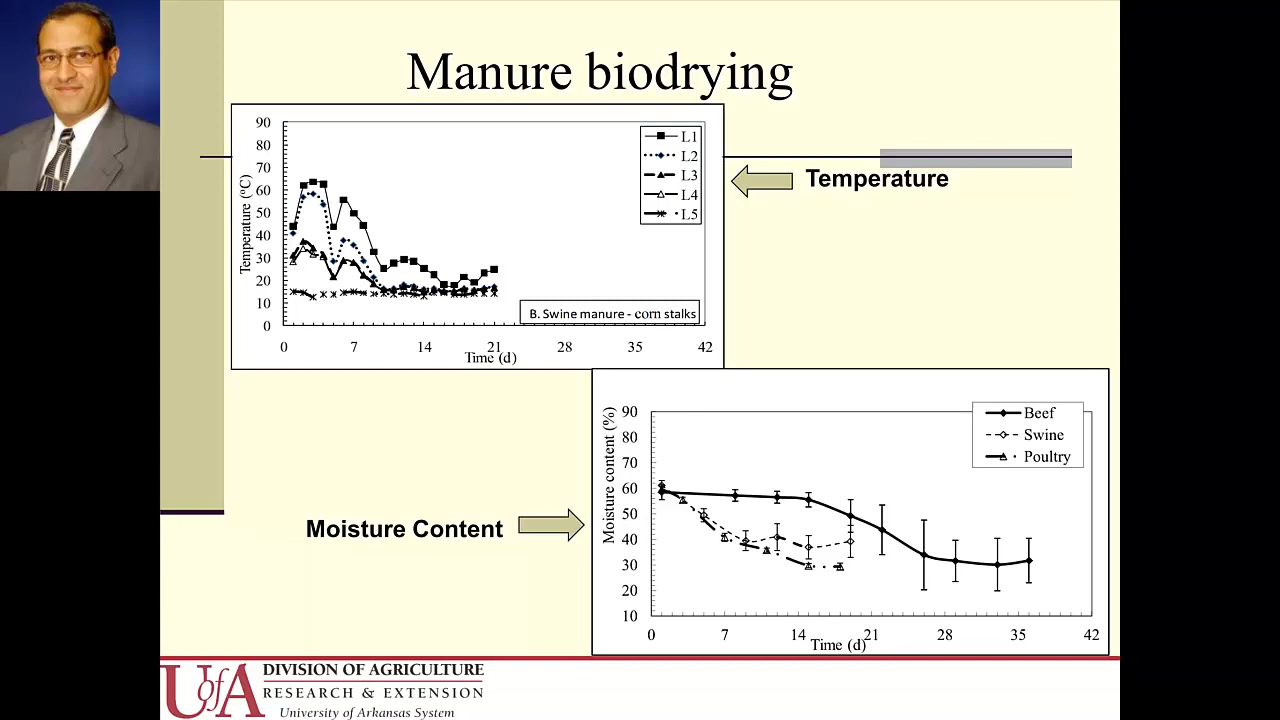 Manure biodrying
90
80
70
60
50
40
30
20
10
0
Temperature (°C)
L1
L2
L3
L4
L5
B. Swine manure - corn stalks
0 7 14 21 28 35 42
Time (d)
Temperature
Moisture Content
90
80
70
60
50
40
30
20
10
Moisture content (%)
Beef
Swine
Poultry
0 7 14 21 28 35 42
Time (d)
UofA
DIVISION OF AGRICULTURE
RESEARCH & EXTENSION
University of Arkansas System